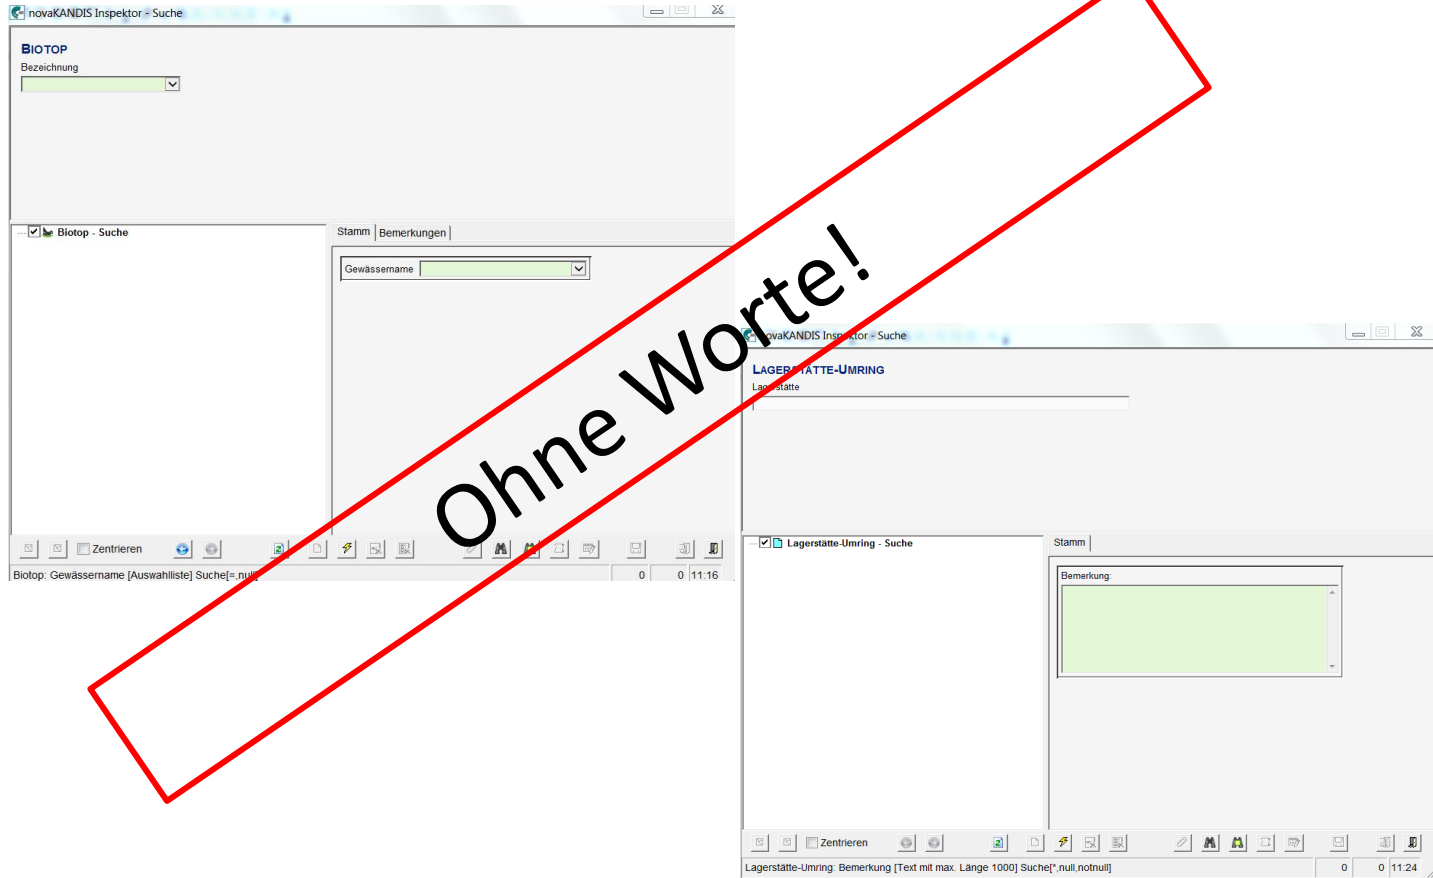 novaKANDIS Inspektor - Suche
BIOTOP
Bezeichnung
Biotop - Suche
Stamm
Bemerkungen
Gewässername
Zentrieren
Biotop: Gewässername [Auswahlliste] Suche[=,null]
0
0
11:16
Ohne Worte!
novaKANDIS Inspektor - Suche
LAGERSTÄTTE-UMRING
Lagerstätte
Lagerstätte-Umring - Suche
Stamm
Bemerkung:
Zentrieren
Lagerstätte-Umring: Bemerkung [Text mit max. Länge 1000] Suche[*,null,notnull]
0
0
11:24